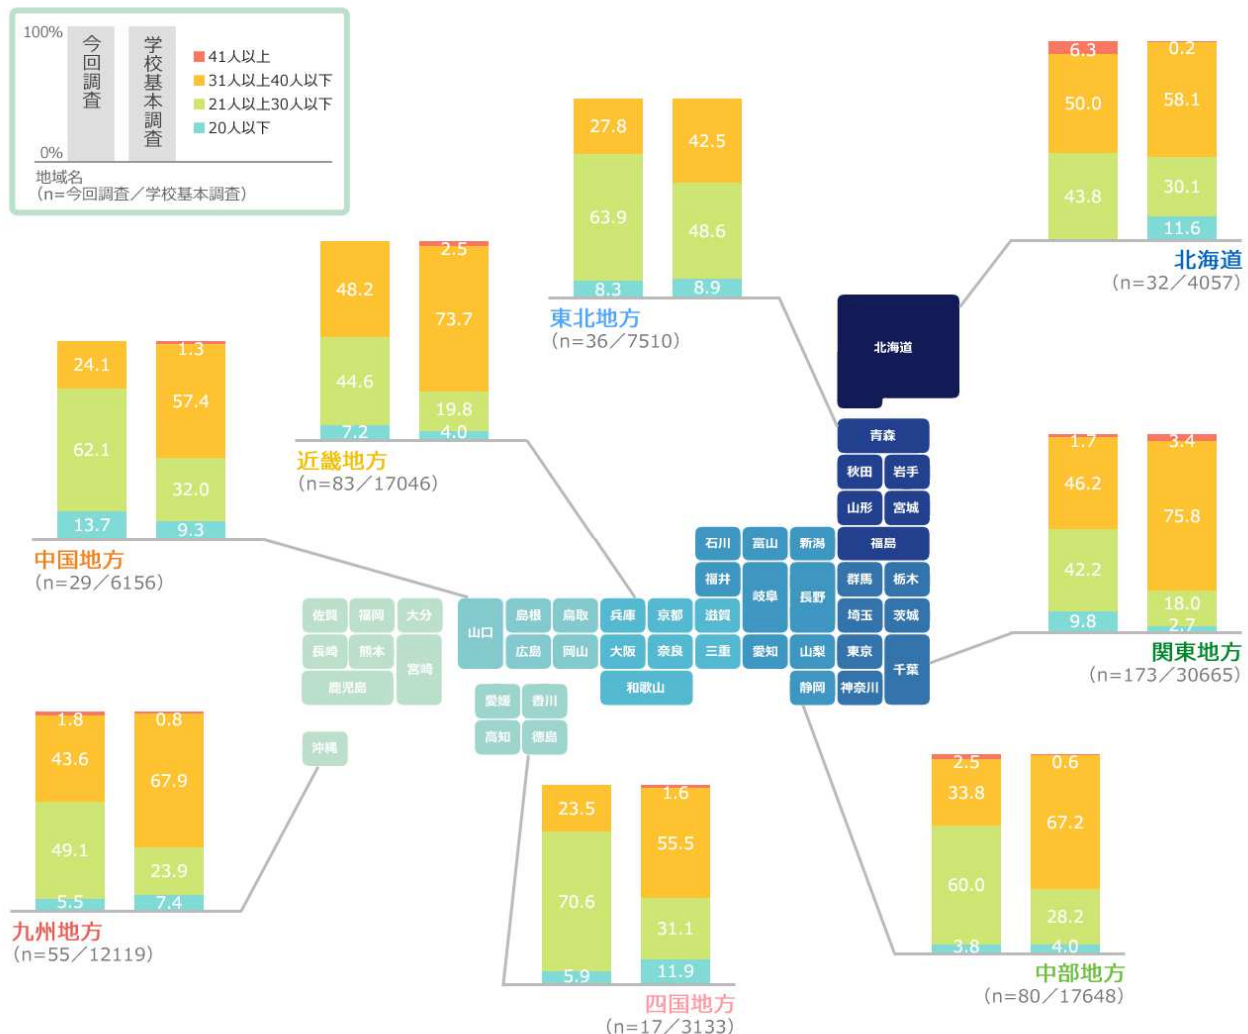 100%
0%
今回調査
学校基本調査
41人以上
31人以上40人以下
21人以上30人以下
20人以下
地域名
(n=今回調査／学校基本調査)
6.3
50.0
43.8
0.2
58.1
30.1
11.6
北海道
(n=32／4057)
27.8
63.9
8.3
42.5
48.6
8.9
東北地方
(n=36／7510)
48.2
44.6
7.2
2.5
73.7
19.8
4.0
近畿地方
(n=83／17046)
24.1
62.1
13.7
1.3
57.4
32.0
9.3
中国地方
(n=29／6156)
1.7
46.2
42.2
9.8
3.4
75.8
18.0
2.7
関東地方
(n=173／30665)
北海道
青森
秋田 岩手
山形 宮城
石川 富山 新潟 福島
福井 岐阜 長野 群馬 栃木
佐賀 福岡 大分 山口 島根 鳥取 兵庫 京都 滋賀 埼玉 茨城
長崎 熊本 宮崎 広島 岡山 大阪 奈良 三重 愛知 山梨 東京 千葉
鹿児島 和歌山 静岡 神奈川
愛媛 香川
高知 徳島
沖縄
1.8
43.6
49.1
5.5
0.8
67.9
23.9
7.4
九州地方
(n=55／12119)
23.5
70.6
5.9
1.6
55.5
31.1
11.9
四国地方
(n=17／3133)
2.5
33.8
60.0
3.8
0.6
67.2
28.2
4.0
中部地方
(n=80／17648)